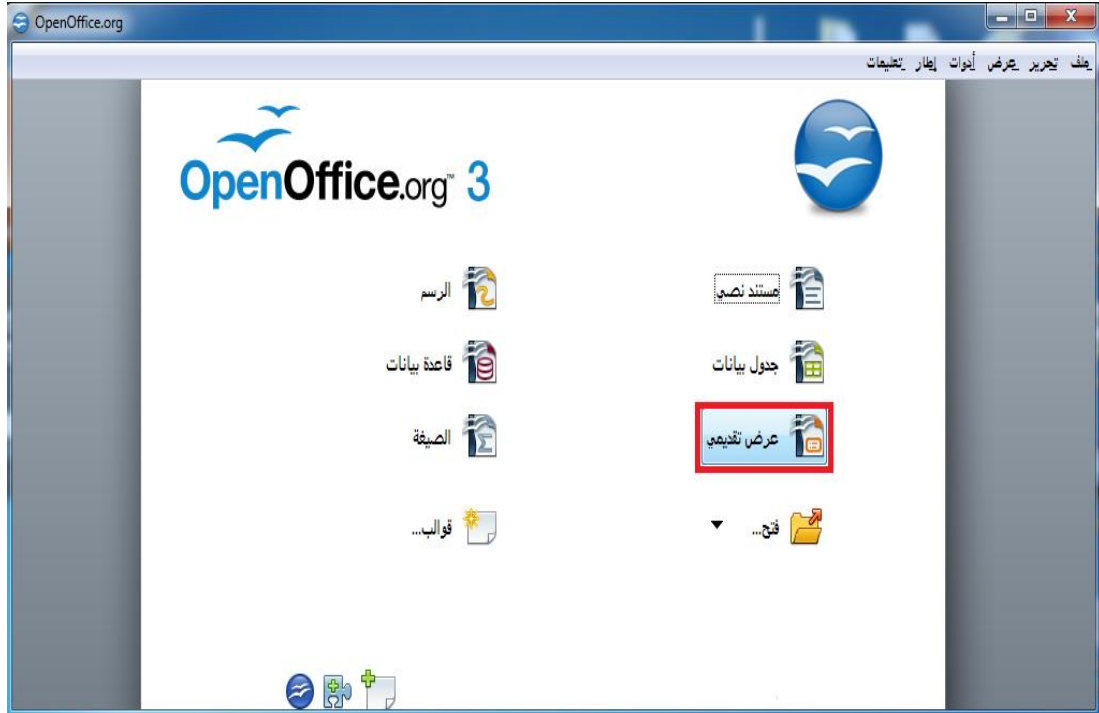 OpenOffice.org
ملف تحرير عرض أدوات إطار تعليمات
OpenOffice.org™ 3
مستند نصي
الرسم
جدول بيانات
قاعدة بيانات
عرض تقديمي
الصيغة
فتح...
قوالب...